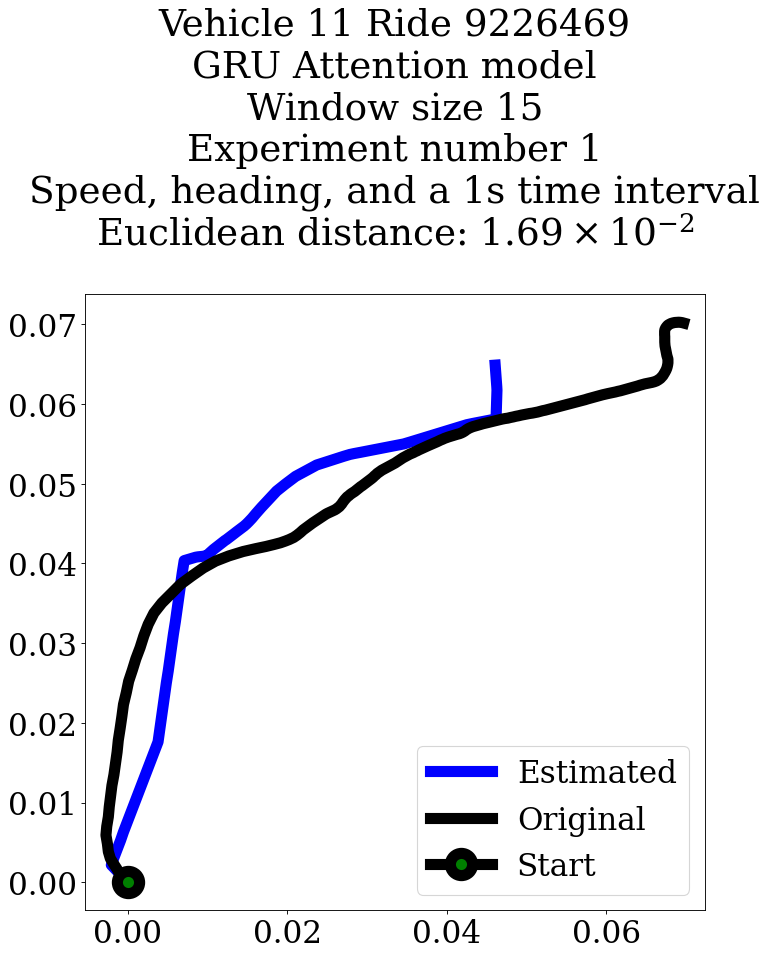 Vehicle 11 Ride 9226469
GRU Attention model
Window size 15
Experiment number 1
Speed, heading, and a 1s time interval
Euclidean distance: 1.69 × 10⁻²
0.07
0.06
0.05
0.04
0.03
0.02
0.01
0.00
Estimated
Original
Start
0.00 0.02 0.04 0.06